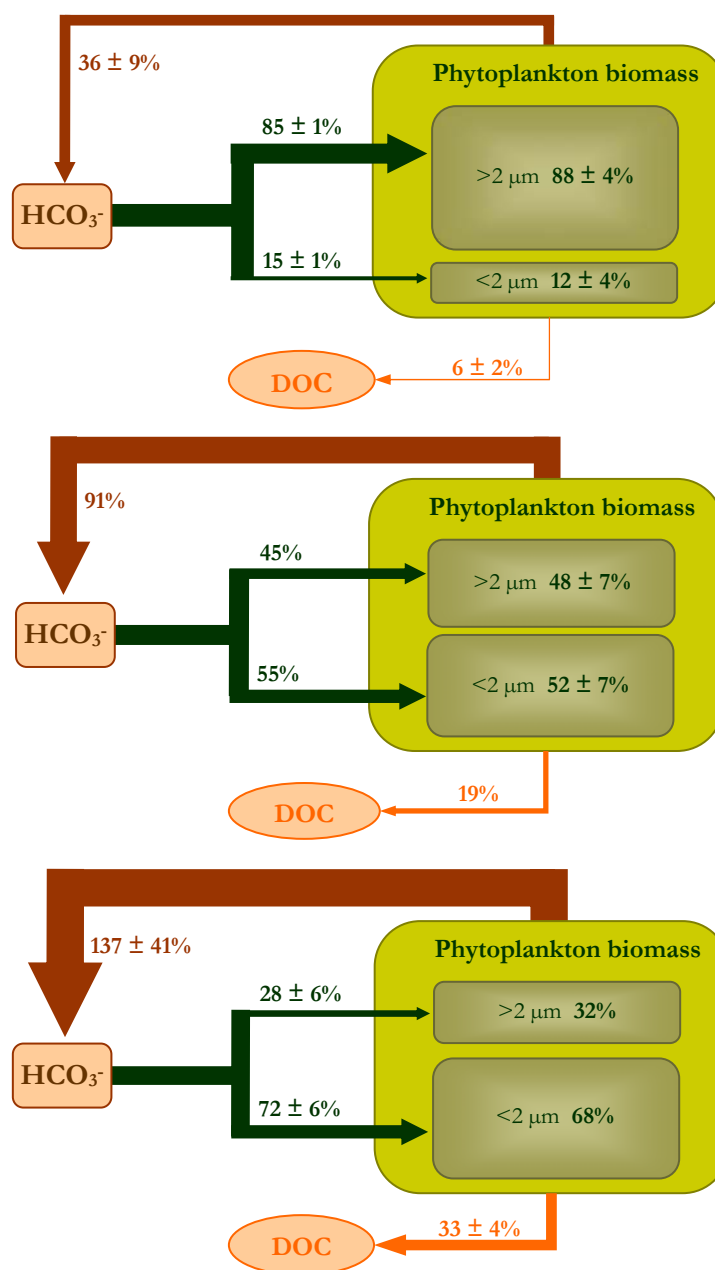 36 ± 9%
Phytoplankton biomass
85 ± 1%
>2 μm 88 ± 4%
HCO₃⁻
15 ± 1%
<2 μm 12 ± 4%
6 ± 2%
DOC
91%
Phytoplankton biomass
45%
>2 μm 48 ± 7%
HCO₃⁻
55%
<2 μm 52 ± 7%
19%
DOC
137 ± 41%
Phytoplankton biomass
28 ± 6%
>2 μm 32%
HCO₃⁻
72 ± 6%
<2 μm 68%
33 ± 4%
DOC